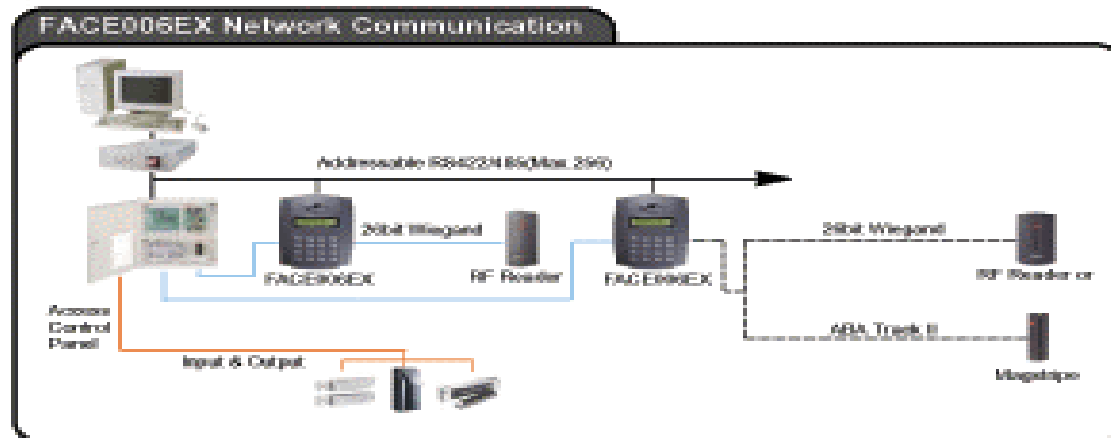 FACE006EX Network Communication
Addressable RS422/485(Max.256)
26bit Wiegand
26bit Wiegand
FACE006EX
RF Reader
FACE006EX
RF Reader or
Access
Control
Panel
ABA Track II
Input & Output
Magstripe